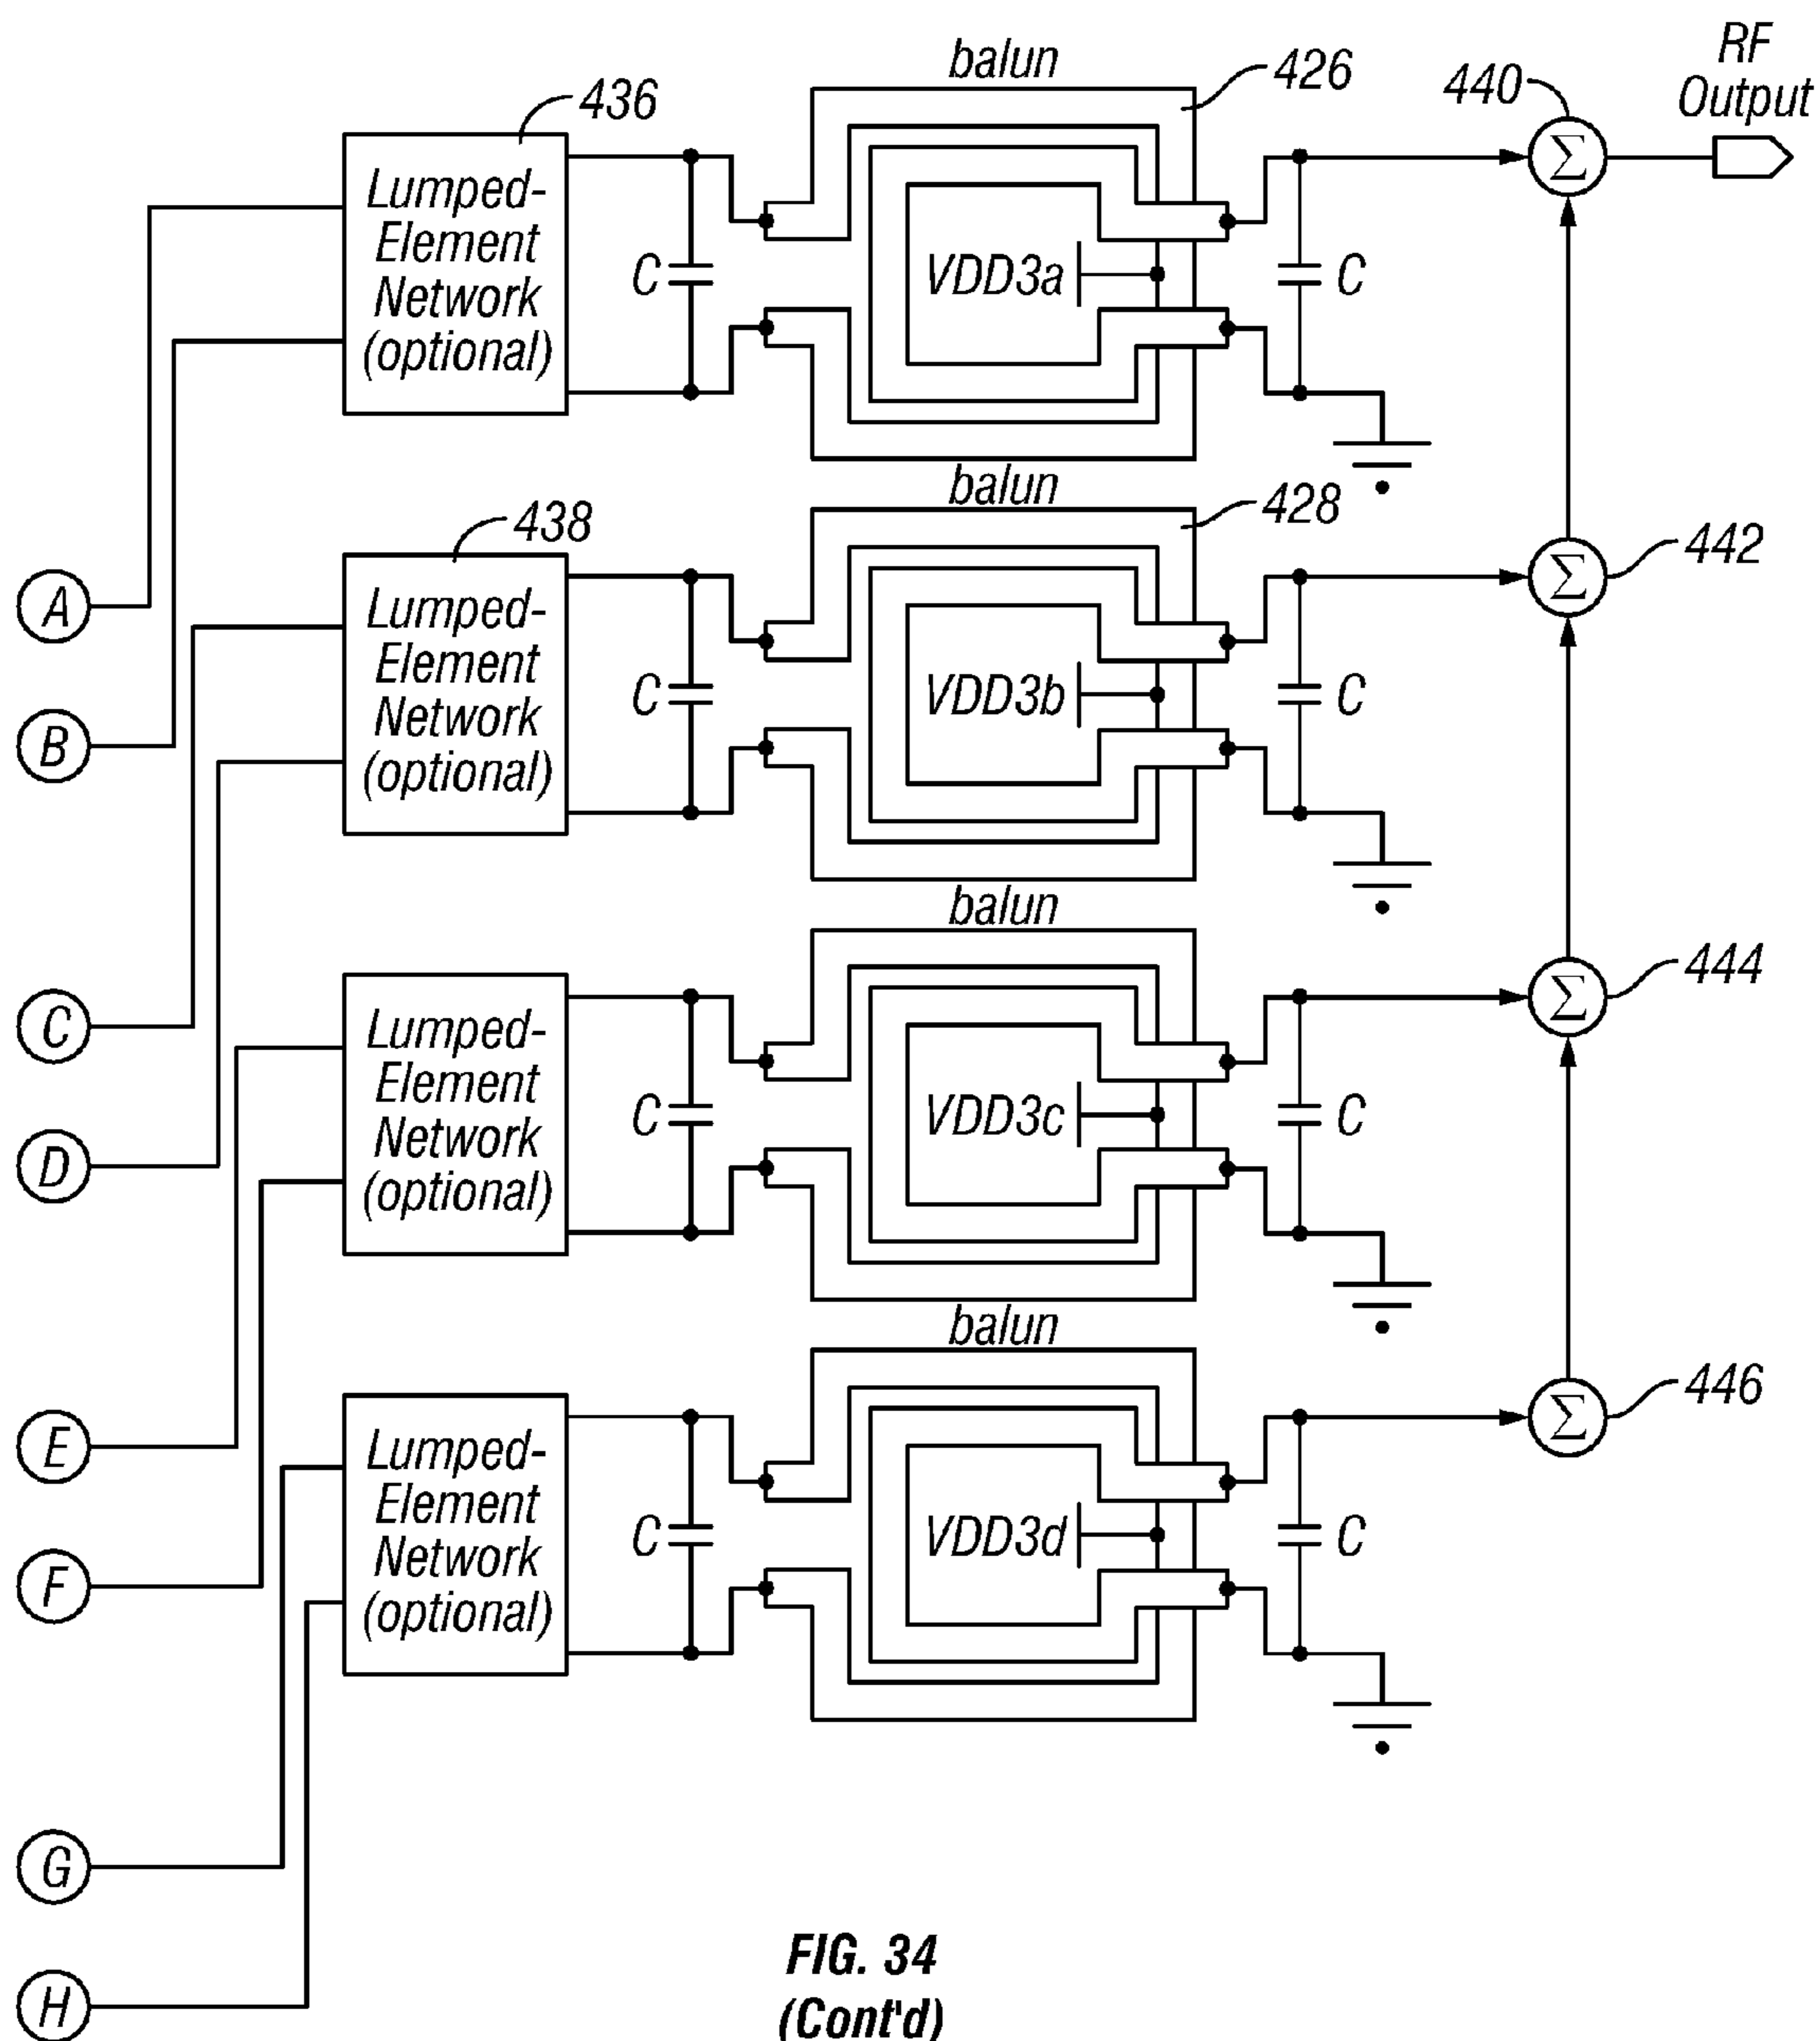 RF
Output
balun
426
440
436
Lumped-
Element
Network
(optional)
C
VDD3a
C
Σ
balun
428
442
438
Lumped-
Element
Network
(optional)
C
VDD3b
C
Σ
A
B
balun
444
Lumped-
Element
Network
(optional)
C
VDD3c
C
Σ
C
D
balun
446
Lumped-
Element
Network
(optional)
C
VDD3d
C
Σ
E
F
G
H
FIG. 34
(Cont'd)